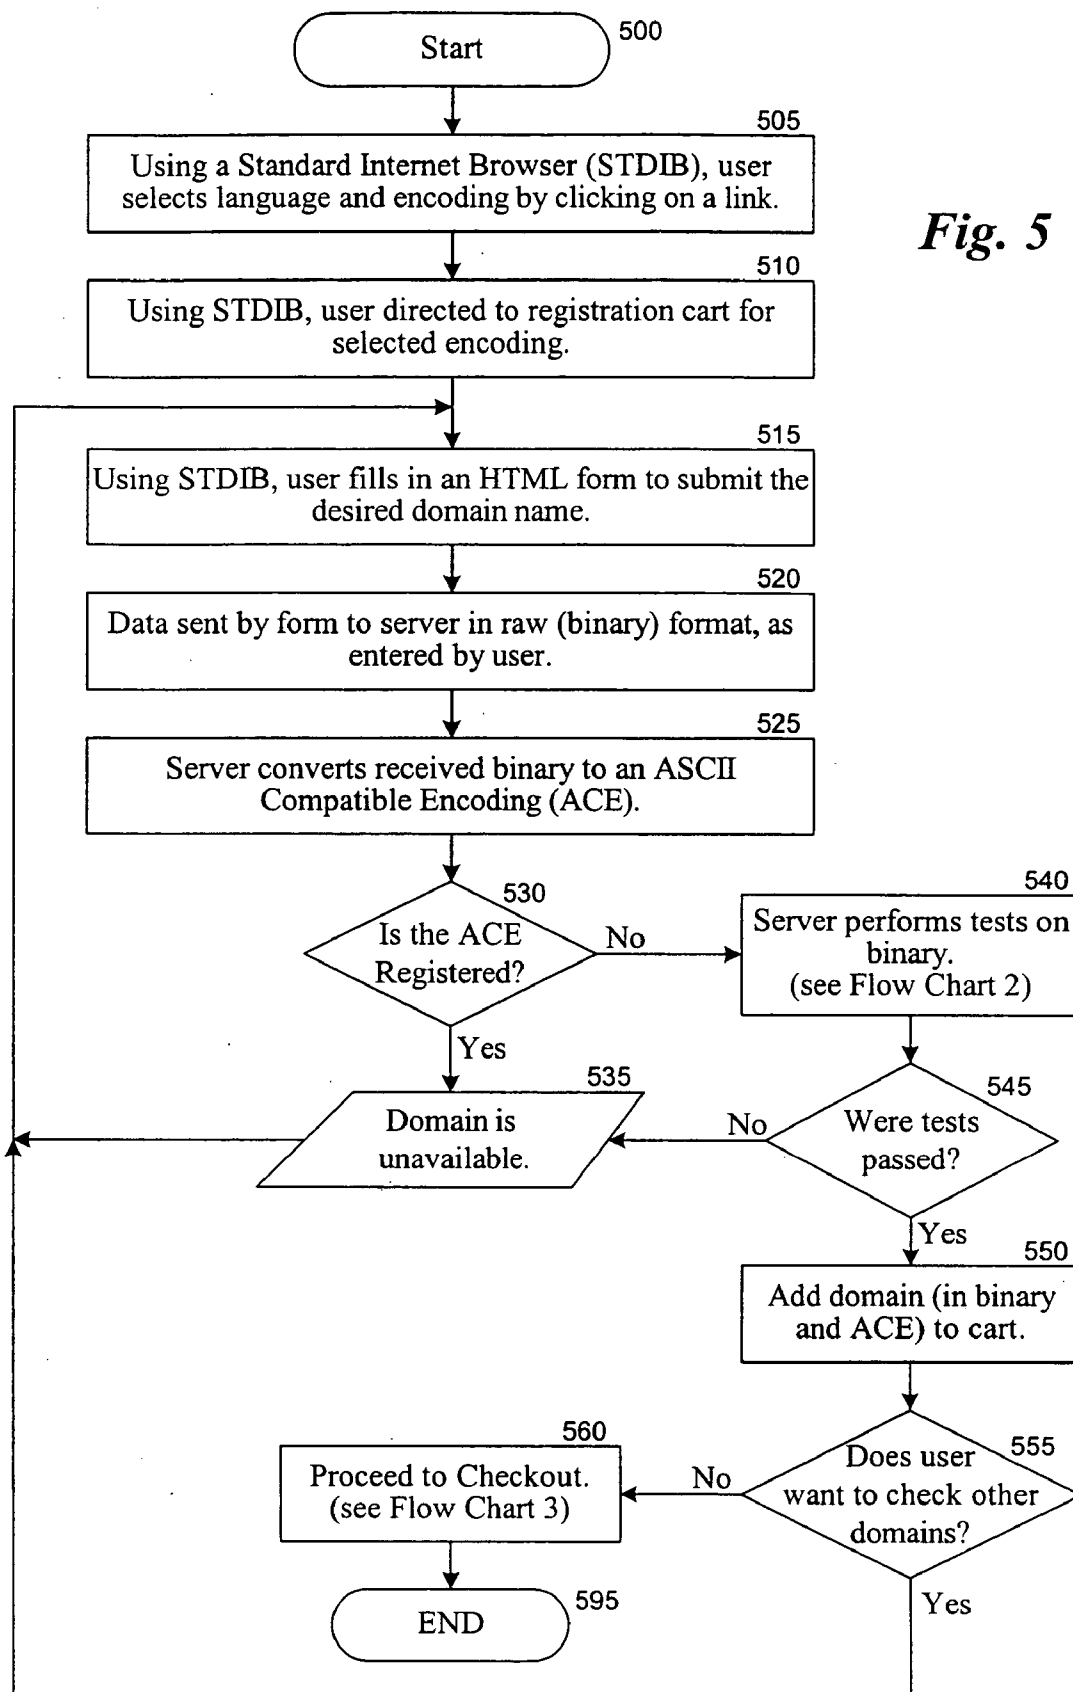 Start
500
505
Using a Standard Internet Browser (STDIB), user
selects language and encoding by clicking on a link.
Fig. 5
510
Using STDIB, user directed to registration cart for
selected encoding.
515
Using STDIB, user fills in an HTML form to submit the
desired domain name.
520
Data sent by form to server in raw (binary) format, as
entered by user.
525
Server converts received binary to an ASCII
Compatible Encoding (ACE).
530
Is the ACE
Registered?
No
540
Server performs tests on
binary.
(see Flow Chart 2)
Yes
535
Domain is
unavailable.
No
545
Were tests
passed?
Yes
550
Add domain (in binary
and ACE) to cart.
555
Does user
want to check other
domains?
No
560
Proceed to Checkout.
(see Flow Chart 3)
Yes
END
595